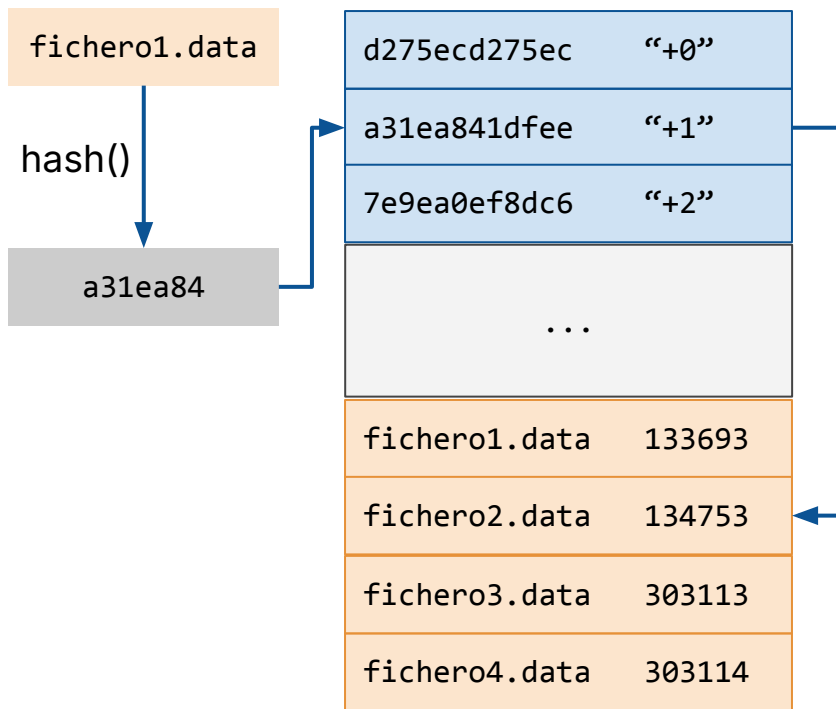 fichero1.data
hash()
a31ea84
d275ecd275ec “+0”
a31ea841dfee “+1”
7e9ea0ef8dc6 “+2”
...
fichero1.data 133693
fichero2.data 134753
fichero3.data 303113
fichero4.data 303114